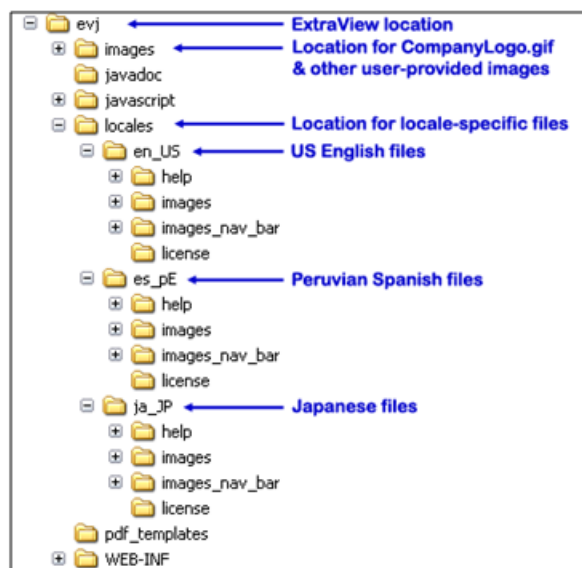 evj ExtraView location
images Location for CompanyLogo.gif
& other user-provided images
javadoc
javascript
locales Location for locale-specific files
en_US US English files
help
images
images_nav_bar
license
es_pE Peruvian Spanish files
help
images
images_nav_bar
license
ja_JP Japanese files
help
images
images_nav_bar
license
pdf_templates
WEB-INF